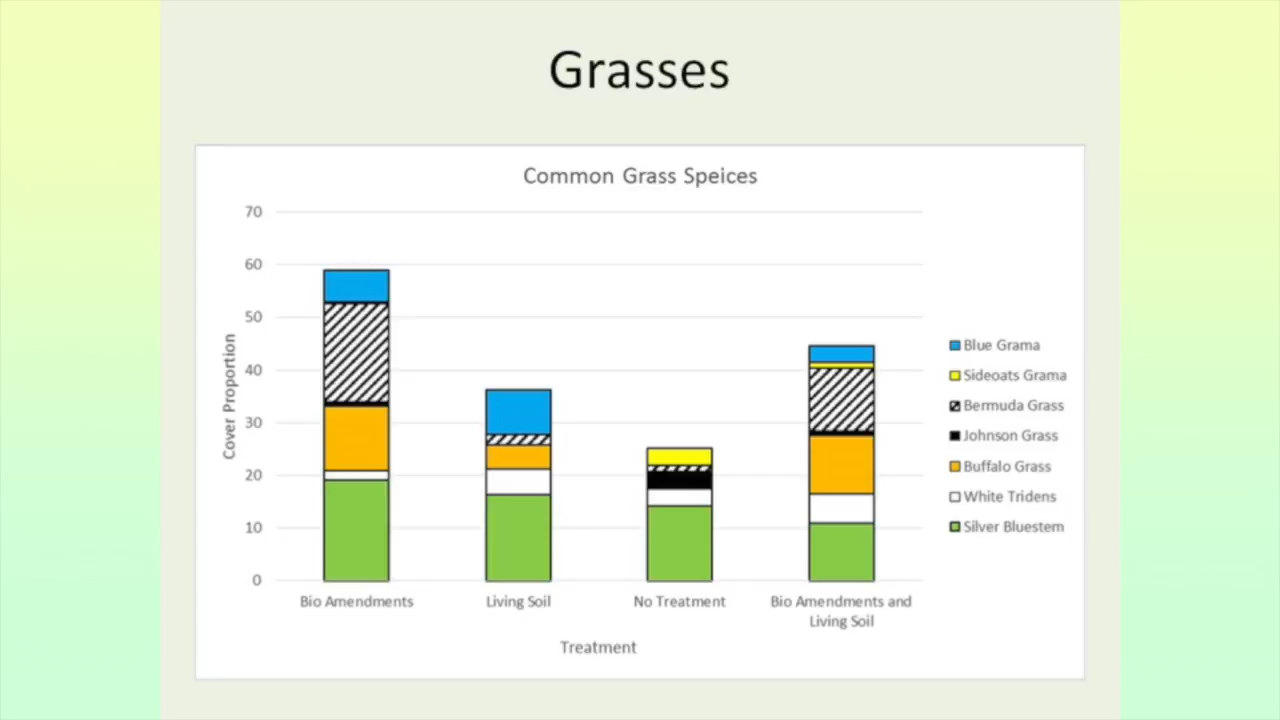 Grasses
Common Grass Speices
70
60
50
40
30
20
10
0
Cover Proportion
Bio Amendments
Living Soil
No Treatment
Bio Amendments and
Living Soil
Treatment
Blue Grama
Sideoats Grama
Bermuda Grass
Johnson Grass
Buffalo Grass
White Tridens
Silver Bluestem